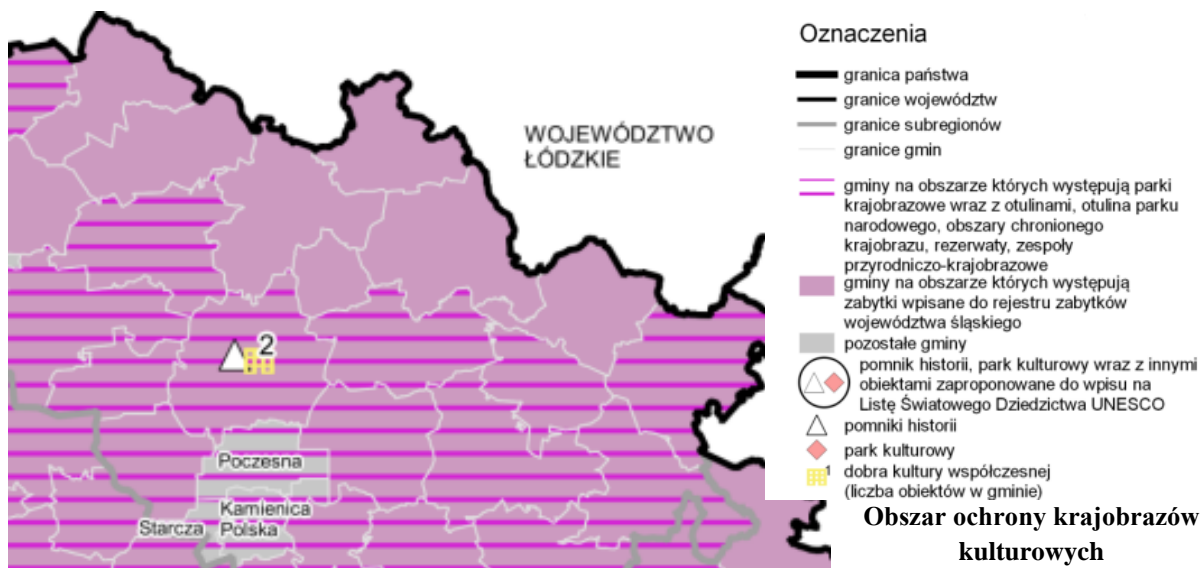 WOJEWÓDZTWO
ŁÓDZKIE
2
Poczesna
Kamienica
Polska
Starcza
Oznaczenia
granica państwa
granice województw
granice subregionów
granice gmin
gminy na obszarze których występują parki
krajobrazowe wraz z otulinami, otulina parku
narodowego, obszary chronionego
krajobrazu, rezerwaty, zespoły
przyrodniczo-krajobrazowe
gminy na obszarze których występują
zabytki wpisane do rejestru zabytków
województwa śląskiego
pozostałe gminy
pomnik historii, park kulturowy wraz z innymi
obiektami zaproponowane do wpisu na
Listę Światowego Dziedzictwa UNESCO
pomniki historii
park kulturowy
1 dobra kultury współczesnej
(liczba obiektów w gminie)
Obszar ochrony krajobrazów
kulturowych